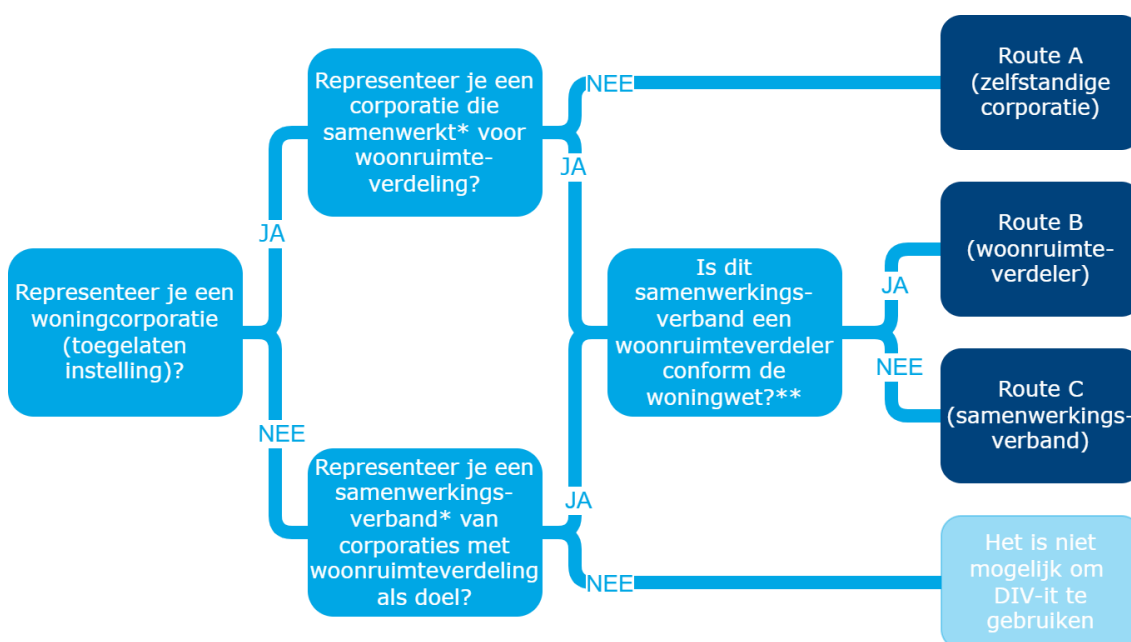 Representeer je een
woningcorporatie
(toegelaten
instelling)?
JA
NEE
Representeer je een
corporatie die
samenwerkt* voor
woonruimte-
verdeling?
NEE
JA
Representeer je een
samenwerkings-
verband* van
corporaties met
woonruimteverdeling
als doel?
JA
NEE
Is dit
samenwerkings-
verband een
woonruimteverdeler
conform de
woningwet?**
JA
NEE
Route A
(zelfstandige
corporatie)
Route B
(woonruimte-
verdeler)
Route C
(samenwerkings-
verband)
Het is niet
mogelijk om
DIV-it te
gebruiken